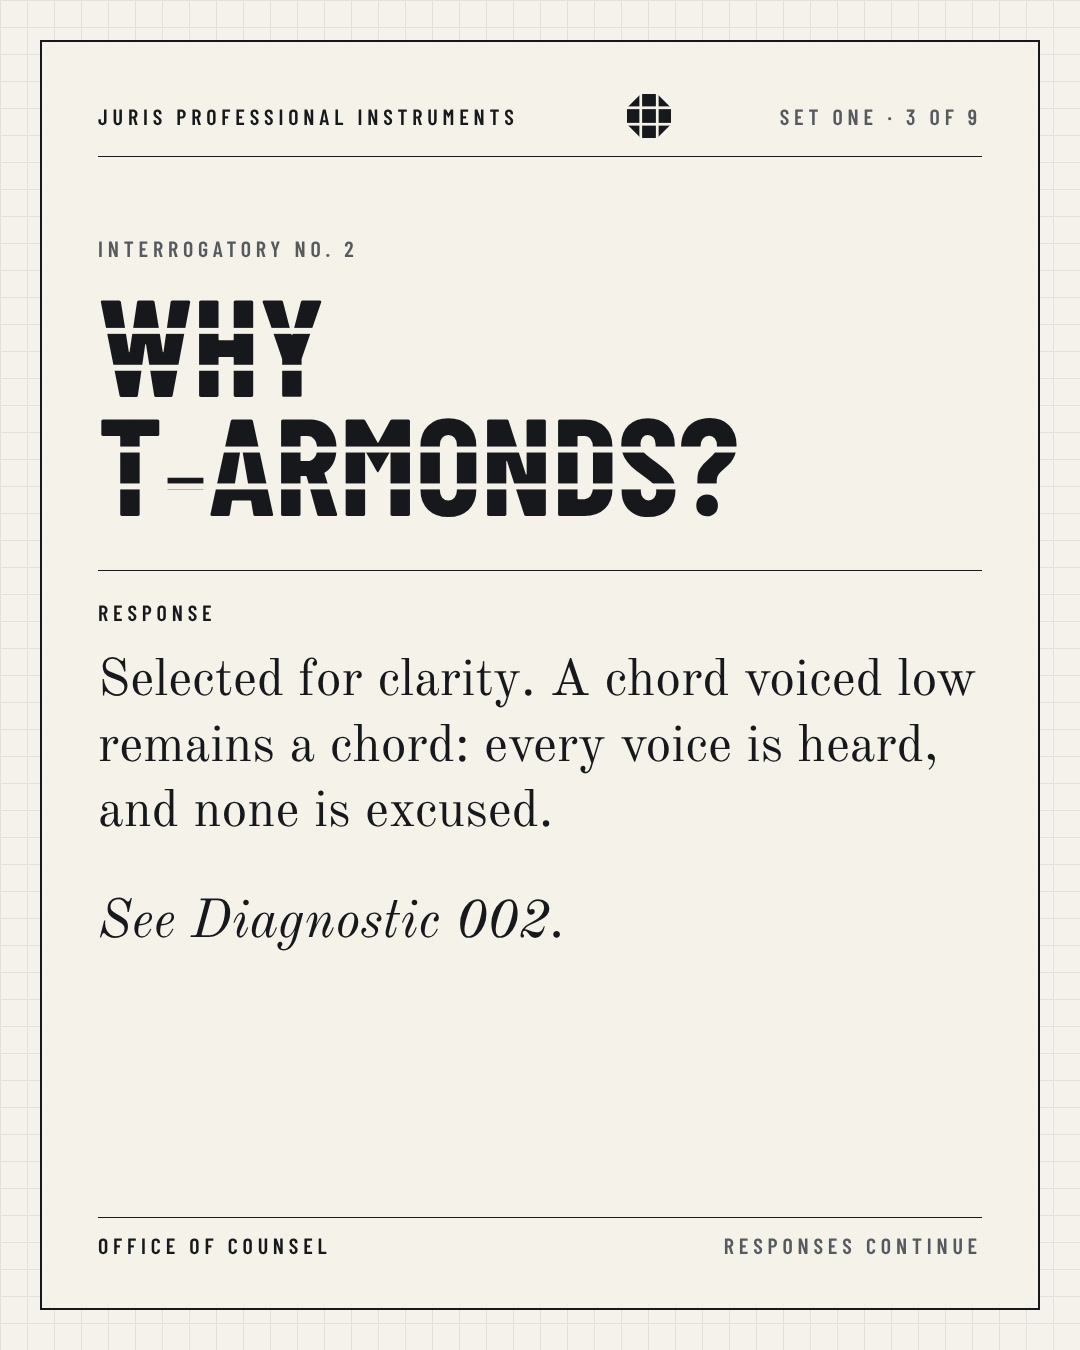 JURIS PROFESSIONAL INSTRUMENTS
SET ONE · 3 OF 9
INTERROGATORY NO. 2
WHY
T-ARMONDS?
RESPONSE
Selected for clarity. A chord voiced low
remains a chord: every voice is heard,
and none is excused.
See Diagnostic 002.
OFFICE OF COUNSEL
RESPONSES CONTINUE